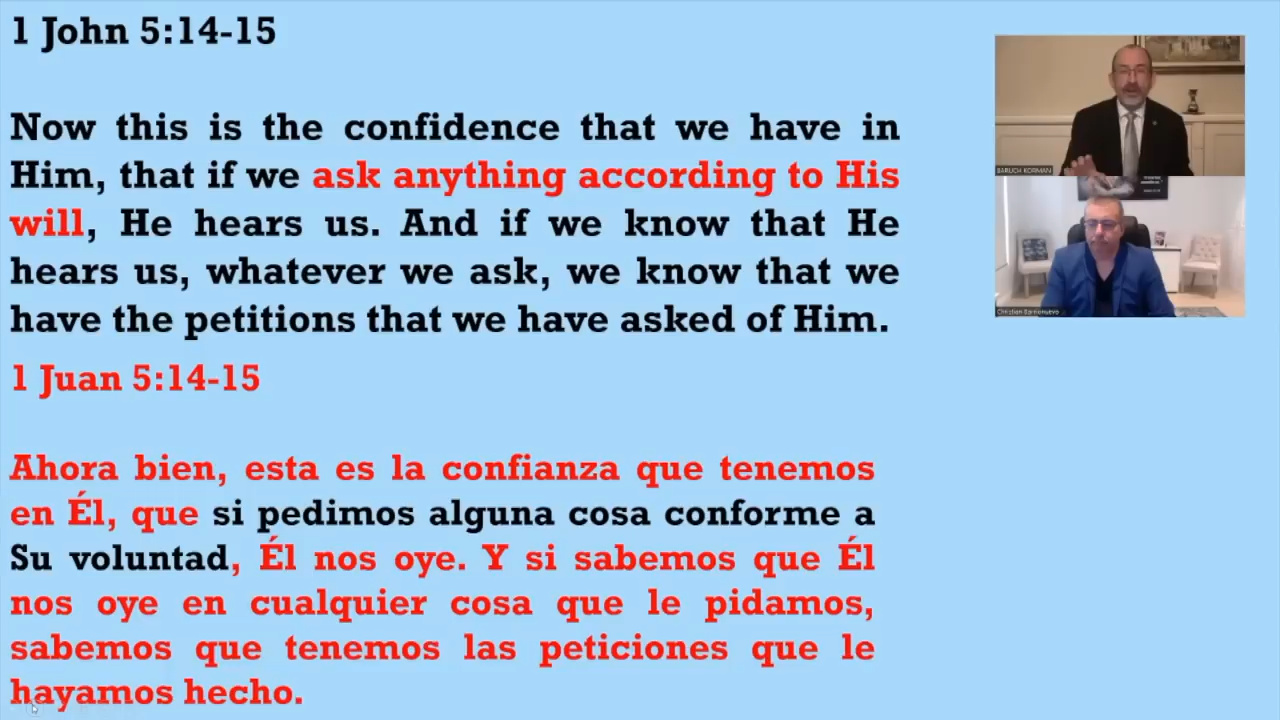 1 John 5:14-15
Now this is the confidence that we have in
Him, that if we ask anything according to His
will, He hears us. And if we know that He
hears us, whatever we ask, we know that we
have the petitions that we have asked of Him.
1 Juan 5:14-15
Ahora bien, esta es la confianza que tenemos
en Él, que si pedimos alguna cosa conforme a
Su voluntad, Él nos oye. Y si sabemos que Él
nos oye en cualquier cosa que le pidamos,
sabemos que tenemos las peticiones que le
hayamos hecho.
BARUCH KORMAN
Christian